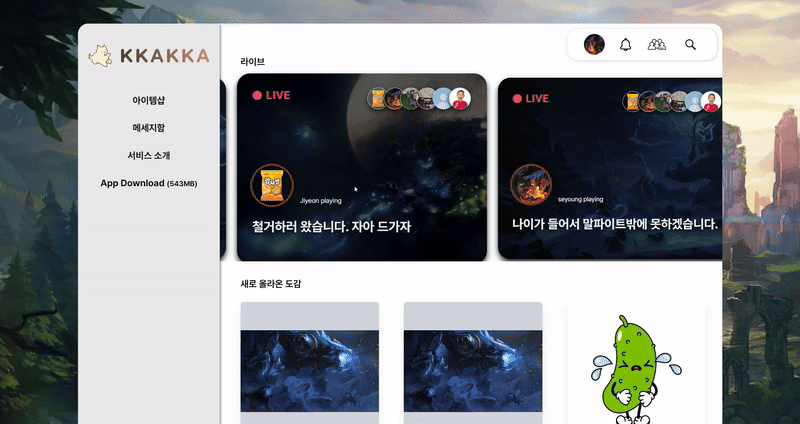 KKAKKA
아이템샵
메세지함
서비스 소개
App Download (543MB)
라이브
LIVE
Jiyeon playing
철거하러 왔습니다. 자아 드가자
LIVE
seyoung playing
나이가 들어서 말파이트밖에 못하겠습니다.
새로 올라온 도감